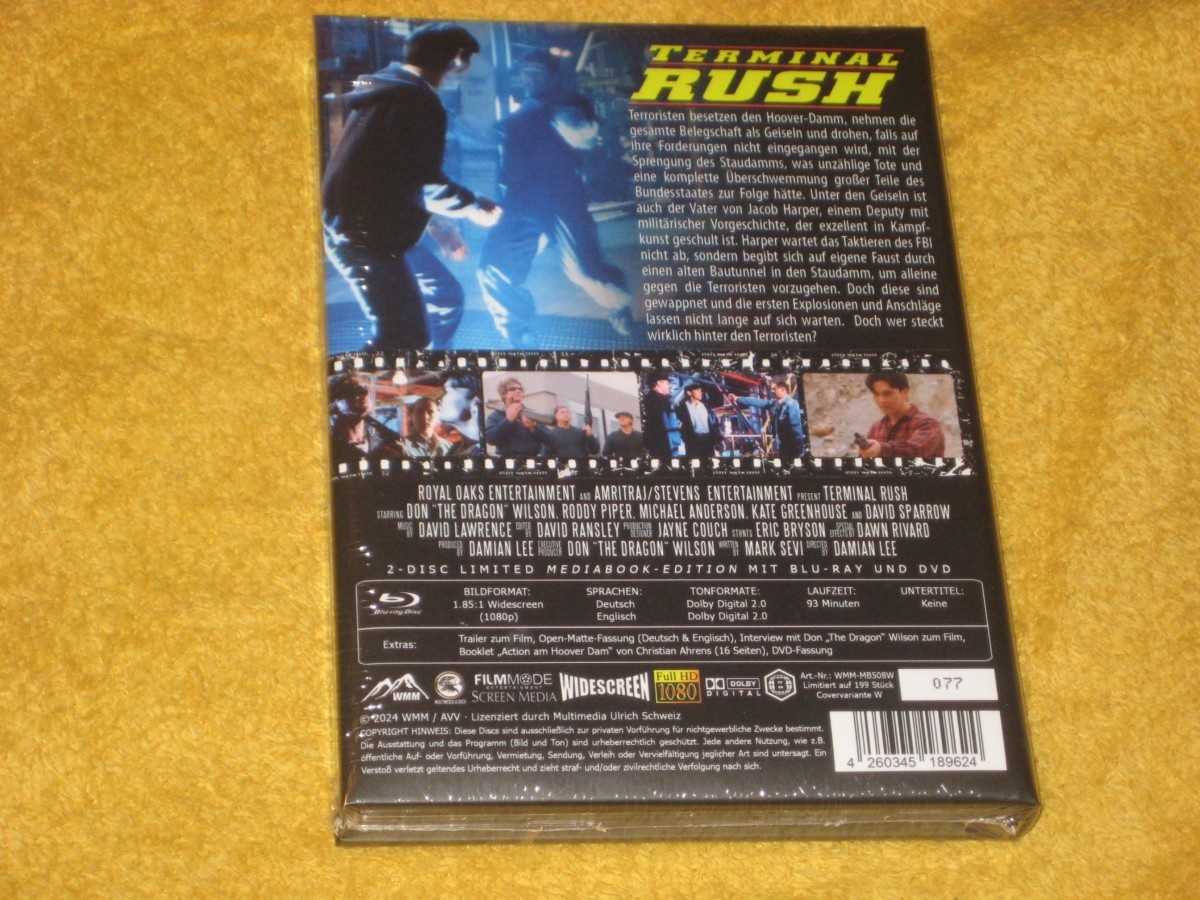 TERMINAL
RUSH
Terroristen besetzen den Hoover-Damm, nehmen die
gesamte Belegschaft als Geiseln und drohen, falls auf
ihre Forderungen nicht eingegangen wird, mit der
Sprengung des Staudamms, was unzählige Tote und
eine komplette Überschwemmung großer Teile des
Bundesstaates zur Folge hätte. Unter den Geiseln ist
auch der Vater von Jacob Harper, einem Deputy mit
militärischer Vorgeschichte, der exzellent in Kampf-
kunst geschult ist. Harper wartet das Taktieren des FBI
nicht ab, sondern begibt sich auf eigene Faust durch
einen alten Bautunnel in den Staudamm, um alleine
gegen die Terroristen vorzugehen. Doch diese sind
gewappnet und die ersten Explosionen und Anschläge
lassen nicht lange auf sich warten. Doch wer steckt
wirklich hinter den Terroristen?
ROYAL OAKS ENTERTAINMENT AND AMRITRAJ/STEVENS ENTERTAINMENT PRESENT TERMINAL RUSH
STARRING DON "THE DRAGON" WILSON, RODDY PIPER, MICHAEL ANDERSON, KATE GREENHOUSE AND DAVID SPARROW
MUSIC BY DAVID LAWRENCE EDITED BY DAVID RANSLEY PRODUCTION DESIGNER JAYNE COUCH STUNTS ERIC BRYSON SPECIAL EFFECTS BY DAWN RIVARD
PRODUCED BY DAMIAN LEE EXECUTIVE PRODUCER DON "THE DRAGON" WILSON WRITTEN BY MARK SEVI DIRECTED BY DAMIAN LEE
2-DISC LIMITED MEDIABOOK-EDITION MIT BLU-RAY UND DVD
Blu-ray Disc
BILDFORMAT: SPRACHEN: TONFORMATE: LAUFZEIT: UNTERTITEL:
1.85:1 Widescreen Deutsch Dolby Digital 2.0 93 Minuten Keine
(1080p) Englisch Dolby Digital 2.0
Extras: Trailer zum Film, Open-Matte-Fassung (Deutsch & Englisch), Interview mit Don „The Dragon“ Wilson zum Film,
Booklet „Action am Hoover Dam“ von Christian Ahrens (16 Seiten), DVD-Fassung
WMM
MULTIMEDIA ULRICH
FILMMODE
ENTERTAINMENT
SCREEN MEDIA
WIDESCREEN
Full HD
1080
DOLBY
DIGITAL
Art.-Nr.: WMM-MB508W
Limitiert auf 199 Stück
Covervariante W
077
© 2024 WMM / AVV · Lizenziert durch Multimedia Ulrich Schweiz
COPYRIGHT HINWEIS: Diese Discs sind ausschließlich zur privaten Vorführung für nichtgewerbliche Zwecke bestimmt.
Die Ausstattung und das Programm (Bild und Ton) sind urheberrechtlich geschützt. Jede andere Nutzung, wie z.B.
öffentliche Auf- oder Vorführung, Vermietung, Sendung, Verleih oder Vervielfältigung jeglicher Art sind untersagt. Ein
Verstoß verletzt geltendes Urheberrecht und zieht straf- und/oder zivilrechtliche Verfolgung nach sich.
4 260345 189624